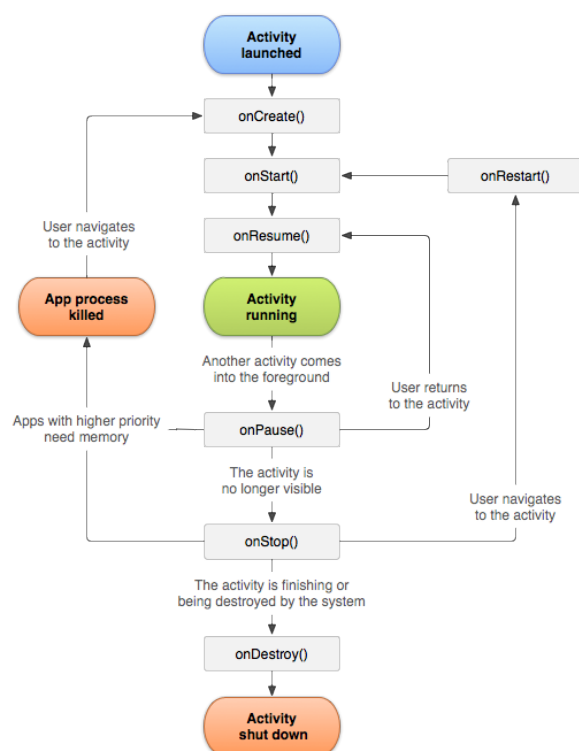 Activity
launched
onCreate()
onStart()
onRestart()
User navigates
to the activity
onResume()
App process
killed
Activity
running
Another activity comes
into the foreground
User returns
to the activity
Apps with higher priority
need memory
onPause()
The activity is
no longer visible
User navigates
to the activity
onStop()
The activity is finishing or
being destroyed by the system
onDestroy()
Activity
shut down